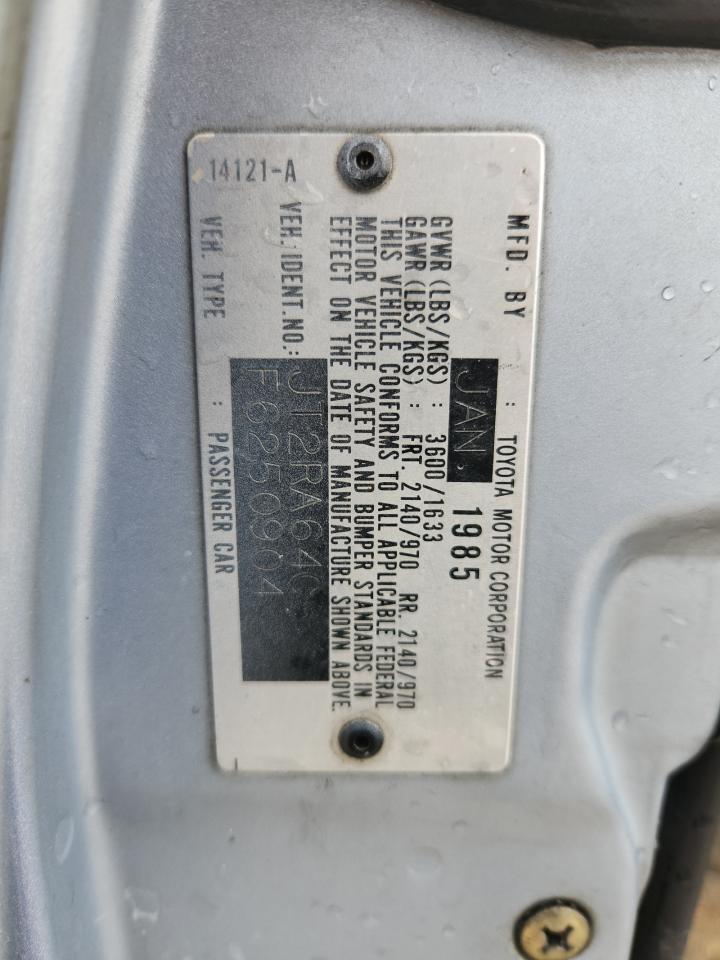 MFD. BY : TOYOTA MOTOR CORPORATION
JAN. 1985
GVWR (LBS/KGS) : 3600/1633
GAWR (LBS/KGS) : FRT. 2140/970 RR. 2140/970
THIS VEHICLE CONFORMS TO ALL APPLICABLE FEDERAL
MOTOR VEHICLE SAFETY AND BUMPER STANDARDS IN
EFFECT ON THE DATE OF MANUFACTURE SHOWN ABOVE.
VEH. IDENT. NO.: JT2RA64C
F6250904
VEH. TYPE : PASSENGER CAR
14121-A